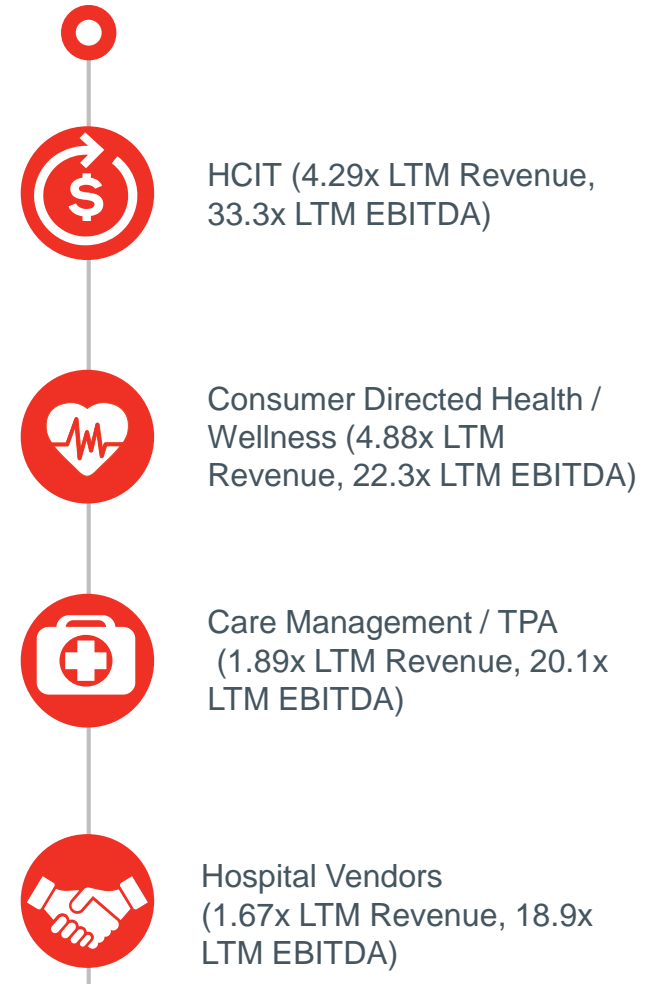 $
HCIT (4.29x LTM Revenue,
33.3x LTM EBITDA)
Consumer Directed Health /
Wellness (4.88x LTM
Revenue, 22.3x LTM EBITDA)
Care Management / TPA
(1.89x LTM Revenue, 20.1x
LTM EBITDA)
Hospital Vendors
(1.67x LTM Revenue, 18.9x
LTM EBITDA)